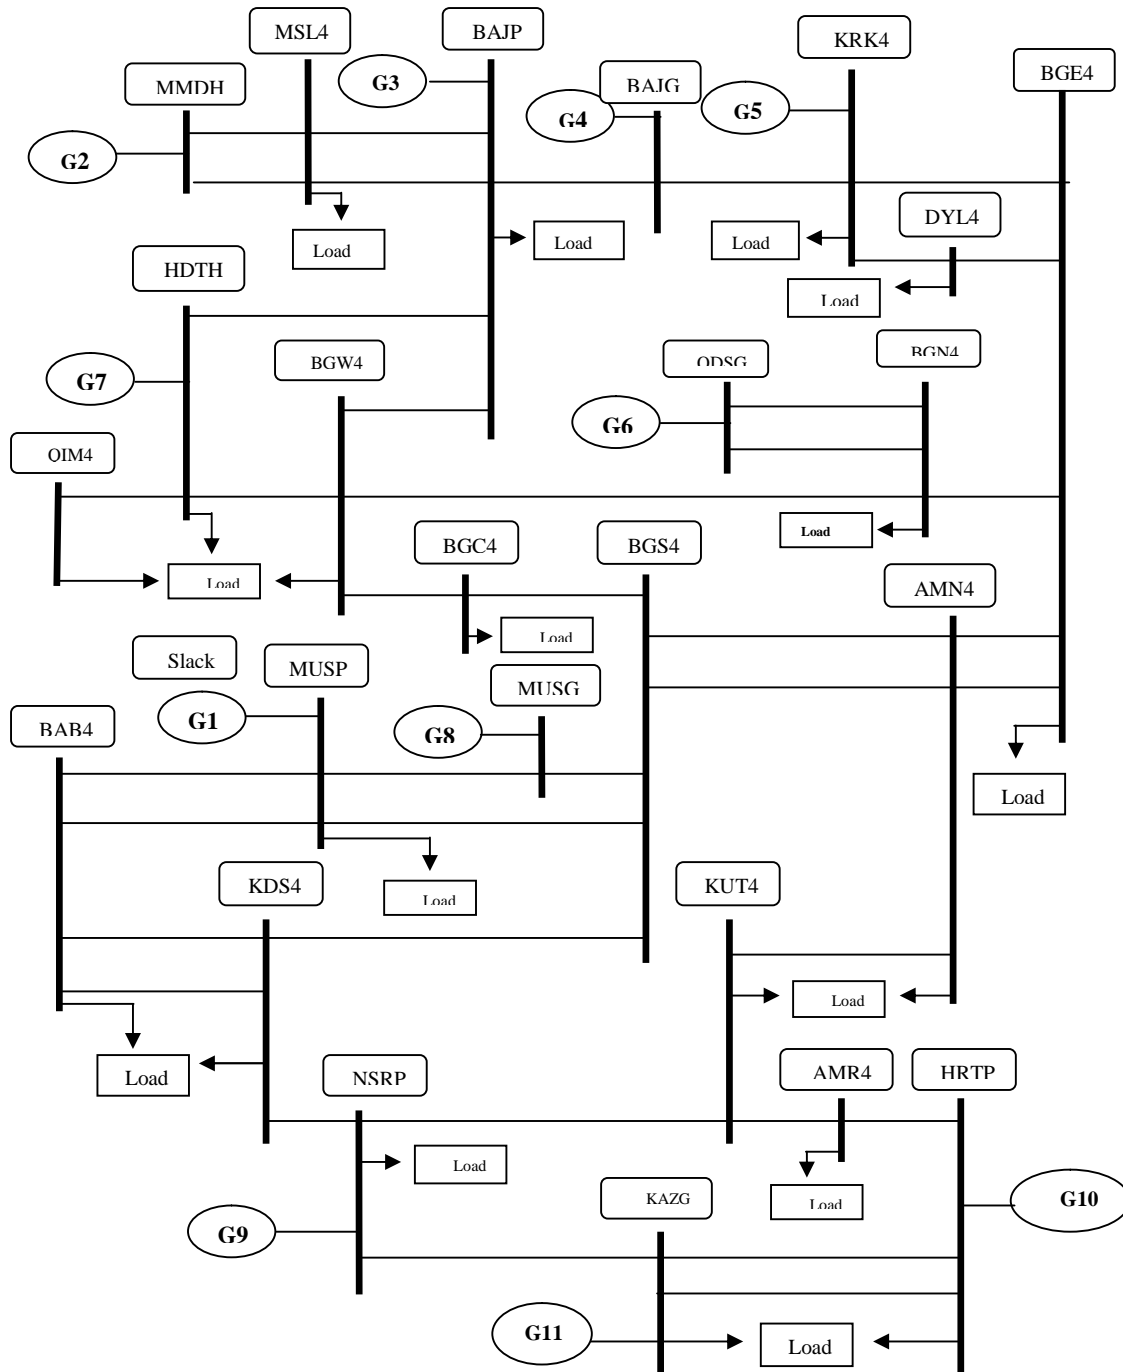 MSL4
BAJP
KRK4
BGE4
MMDH
G3
BAJG
G4
G5
G2
DYL4
Load
Load
Load
HDTH
Load
BGW4
QDSG
BGN4
G7
G6
QIM4
Load
BGC4
BGS4
AMN4
Load
Load
Slack
MUSP
MUSG
G1
G8
BAB4
Load
KDS4
Load
KUT4
Load
Load
NSRP
AMR4
HRTP
Load
KAZG
Load
G10
G9
G11
Load